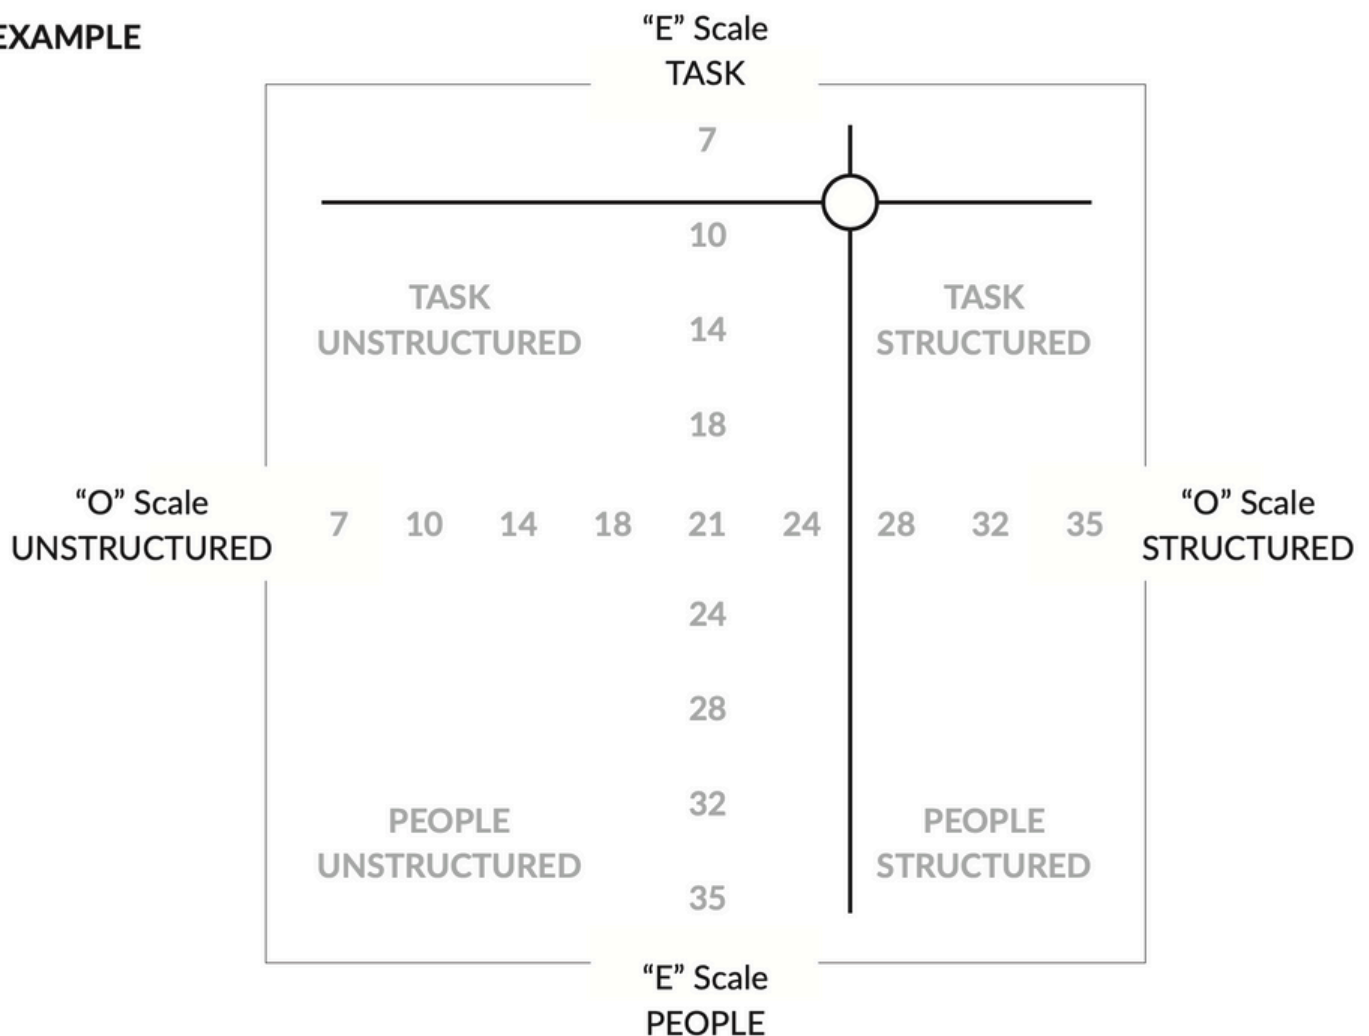 EXAMPLE
“E” Scale
TASK
7
10
TASK
UNSTRUCTURED
TASK
STRUCTURED
14
18
“O” Scale
UNSTRUCTURED
7 10 14 18 21 24 28 32 35
“O” Scale
STRUCTURED
24
28
32
PEOPLE
UNSTRUCTURED
PEOPLE
STRUCTURED
35
“E” Scale
PEOPLE